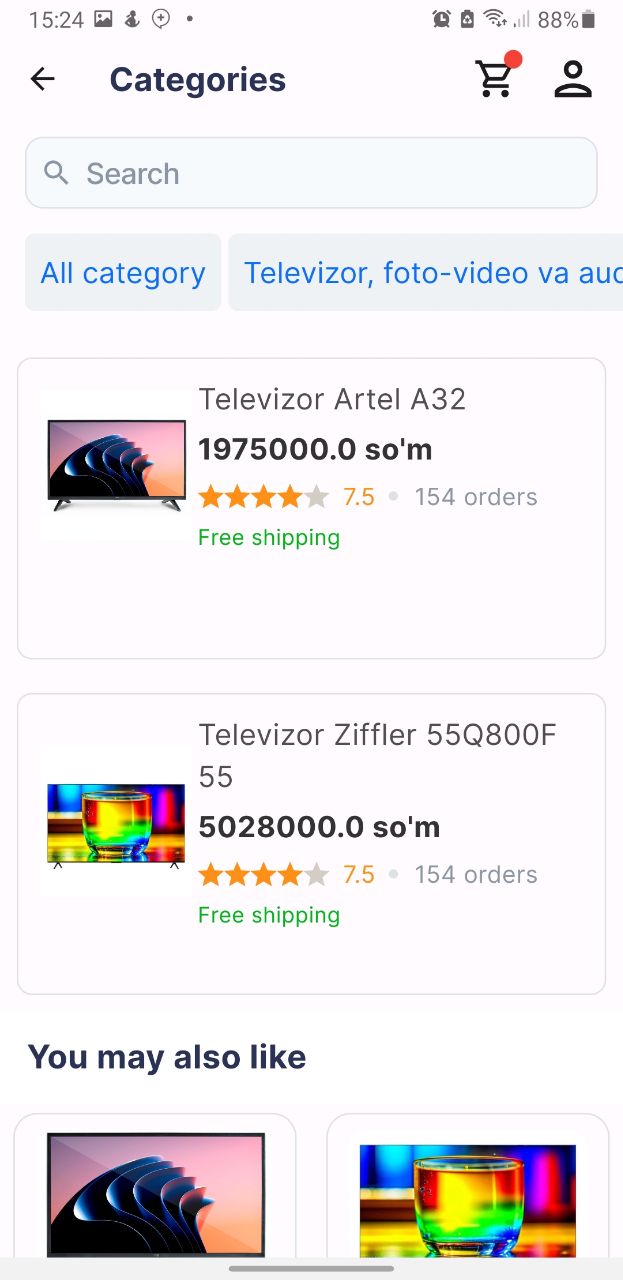 15:24
88%
Categories
Search
All category
Televizor, foto-video va aud
Televizor Artel A32
1975000.0 so'm
7.5
154 orders
Free shipping
Televizor Ziffler 55Q800F
55
5028000.0 so'm
7.5
154 orders
Free shipping
You may also like